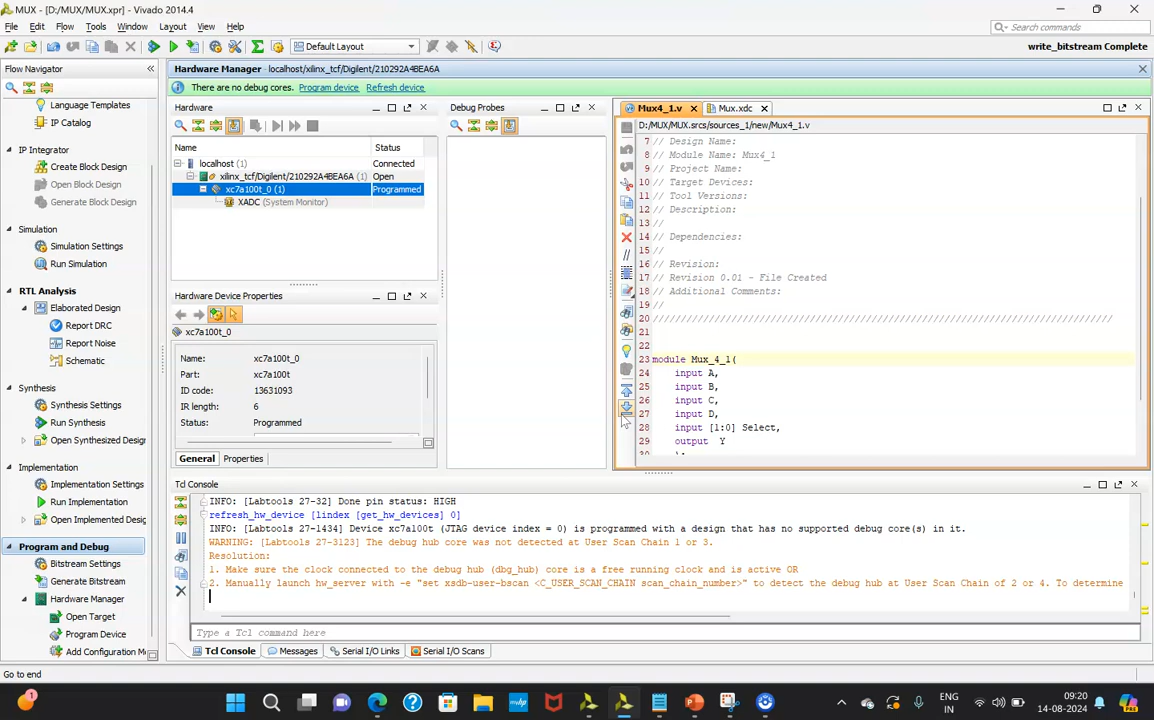 MUX - [D:/MUX/MUX.xpr] - Vivado 2014.4
File Edit Flow Tools Window Layout View Help
Search commands
Default Layout
write_bitstream Complete
Flow Navigator
Language Templates
IP Catalog
IP Integrator
Create Block Design
Open Block Design
Generate Block Design
Simulation
Simulation Settings
Run Simulation
RTL Analysis
Elaborated Design
Report DRC
Report Noise
Schematic
Synthesis
Synthesis Settings
Run Synthesis
Open Synthesized Design
Implementation
Implementation Settings
Run Implementation
Open Implemented Desig
Program and Debug
Bitstream Settings
Generate Bitstream
Hardware Manager
Open Target
Program Device
Add Configuration M
Hardware Manager - localhost/xilinx_tcf/Digilent/210292A4BEA6A
There are no debug cores. Program device Refresh device
Hardware
Name Status
localhost (1) Connected
xilinx_tcf/Digilent/210292A4BEA6A (1) Open
xc7a100t_0 (1) Programmed
XADC (System Monitor)
Hardware Device Properties
xc7a100t_0
Name: xc7a100t_0
Part: xc7a100t
ID code: 13631093
IR length: 6
Status: Programmed
General Properties
Debug Probes
Mux4_1.v Mux.xdc
D:/MUX/MUX.srcs/sources_1/new/Mux4_1.v
7 // Design Name:
8 // Module Name: Mux4_1
9 // Project Name:
10 // Target Devices:
11 // Tool Versions:
12 // Description:
13 //
14 // Dependencies:
15 //
16 // Revision:
17 // Revision 0.01 - File Created
18 // Additional Comments:
19 //
20 //////////////////////////////////////////////////////////////////////////////////
21
22
23 module Mux_4_1(
24 input A,
25 input B,
26 input C,
27 input D,
28 input [1:0] Select,
29 output Y
30 );
Tcl Console
INFO: [Labtools 27-32] Done pin status: HIGH
refresh_hw_device [lindex [get_hw_devices] 0]
INFO: [Labtools 27-1434] Device xc7a100t (JTAG device index = 0) is programmed with a design that has no supported debug core(s) in it.
WARNING: [Labtools 27-3123] The debug hub core was not detected at User Scan Chain 1 or 3.
Resolution:
1. Make sure the clock connected to the debug hub (dbg_hub) core is a free running clock and is active OR
2. Manually launch hw_server with -e "set xsdb-user-bscan <C_USER_SCAN_CHAIN scan_chain_number>" to detect the debug hub at User Scan Chain of 2 or 4. To determine
Type a Tcl command here
Tcl Console Messages Serial I/O Links Serial I/O Scans
Go to end
1
ENG
IN
09:20
14-08-2024